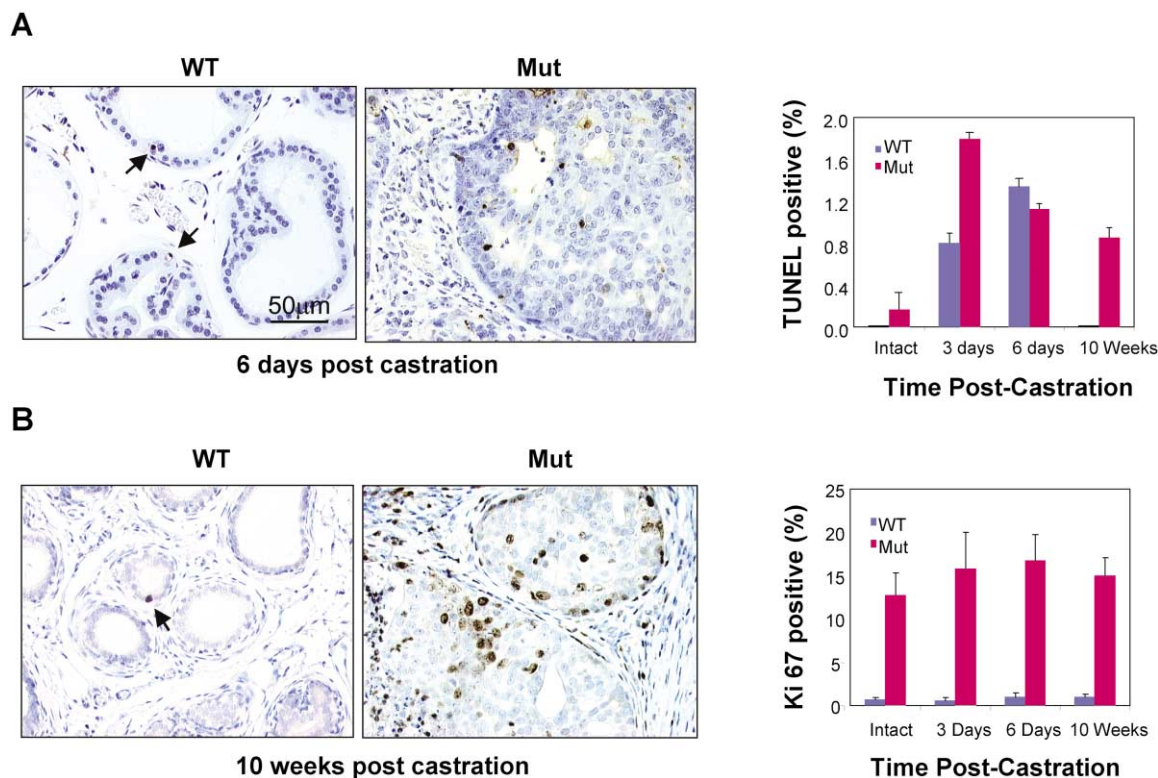 A
WT Mut
50µm
6 days post castration
TUNEL positive (%)
2.0
1.6
1.2
0.8
0.4
0.0
WT
Mut
Intact 3 days 6 days 10 Weeks
Time Post-Castration
B
WT Mut
10 weeks post castration
Ki 67 positive (%)
25
20
15
10
5
0
WT
Mut
Intact 3 Days 6 Days 10 Weeks
Time Post-Castration